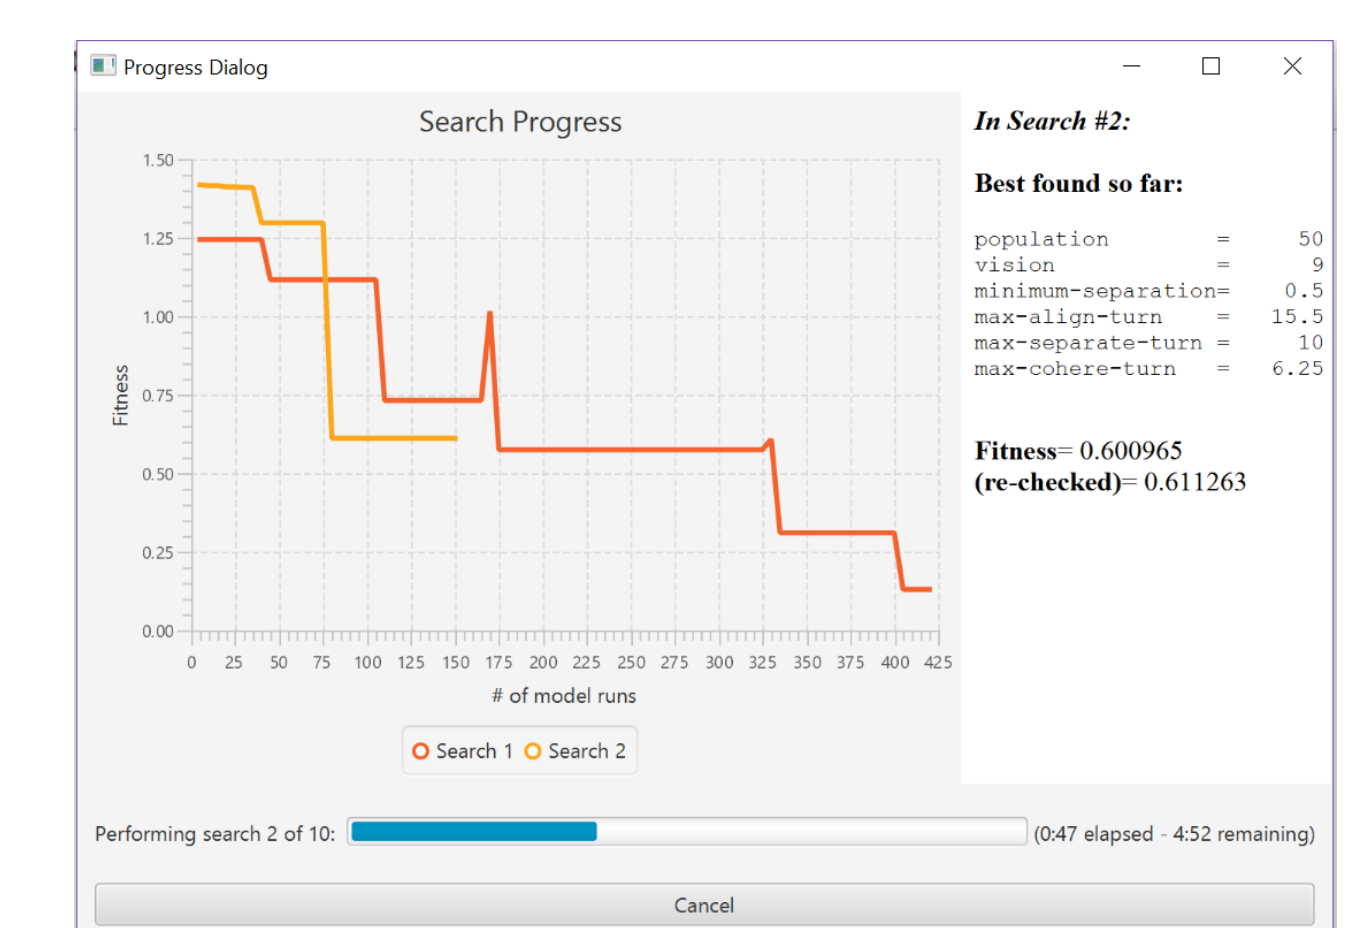 Progress Dialog
Search Progress
1.50
1.25
1.00
0.75
0.50
0.25
0.00
Fitness
0 25 50 75 100 125 150 175 200 225 250 275 300 325 350 375 400 425
# of model runs
Search 1 Search 2
In Search #2:
Best found so far:
population = 50
vision = 9
minimum-separation= 0.5
max-align-turn = 15.5
max-separate-turn = 10
max-cohere-turn = 6.25
Fitness= 0.600965
(re-checked)= 0.611263
Performing search 2 of 10: (0:47 elapsed - 4:52 remaining)
Cancel